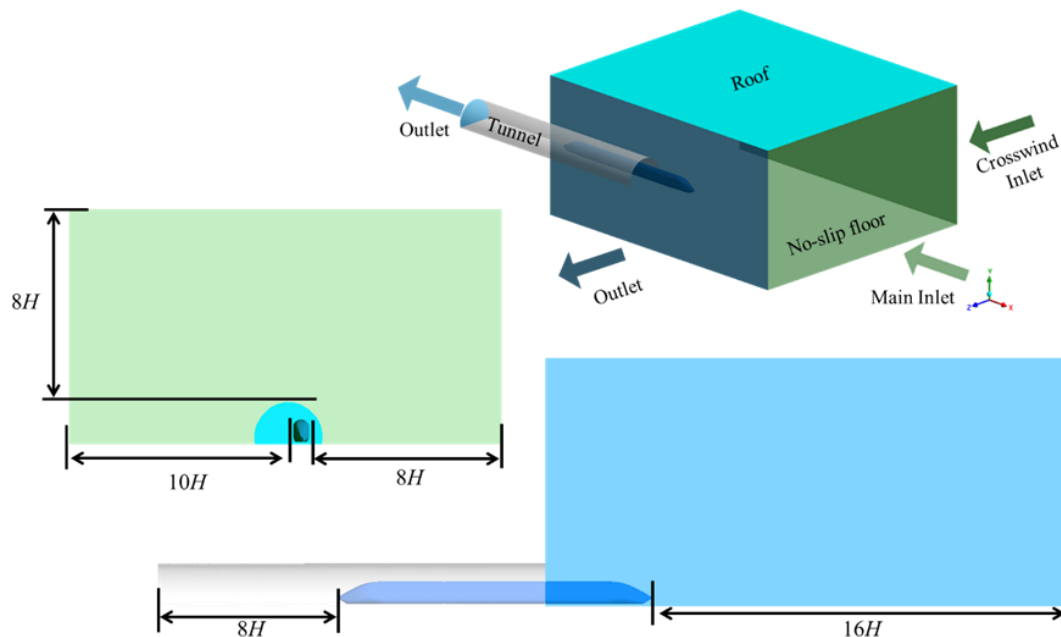 Roof
Outlet
Tunnel
Crosswind
Inlet
No-slip floor
Outlet
Main Inlet
Y
Z
X
8H
10H
8H
8H
16H